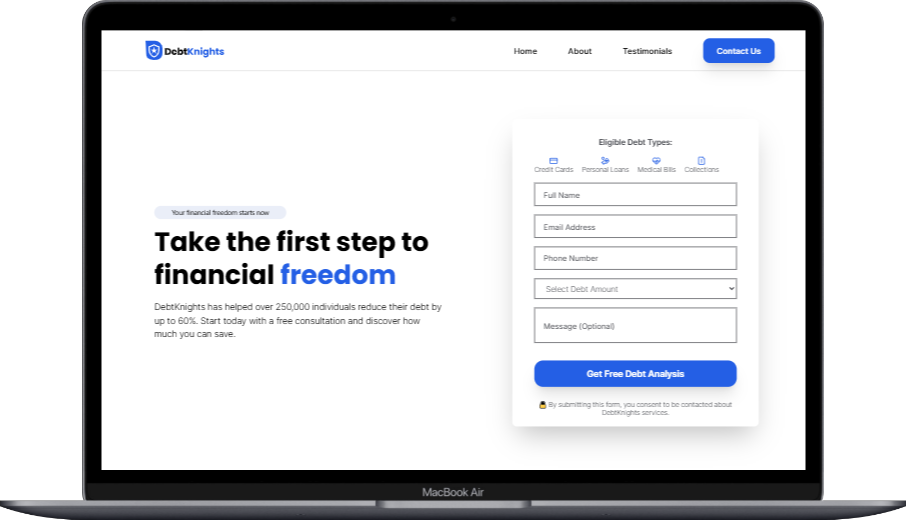 DebtKnights
Home About Testimonials Contact Us
Your financial freedom starts now
Take the first step to
financial freedom
DebtKnights has helped over 250,000 individuals reduce their debt by
up to 60%. Start today with a free consultation and discover how
much you can save.
Eligible Debt Types:
Credit Cards Personal Loans Medical Bills Collections
Full Name
Email Address
Phone Number
Select Debt Amount
Message (Optional)
Get Free Debt Analysis
By submitting this form, you consent to be contacted about
DebtKnights services.
MacBook Air